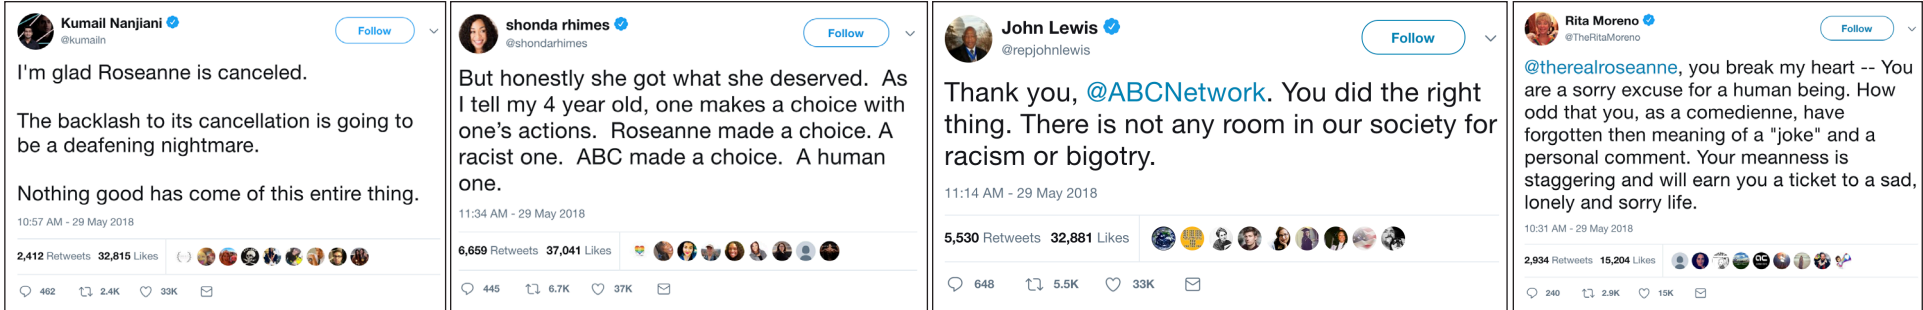 Kumail Nanjiani
@kumailn
Follow
I'm glad Roseanne is canceled.
The backlash to its cancellation is going to
be a deafening nightmare.
Nothing good has come of this entire thing.
10:57 AM - 29 May 2018
2,412 Retweets 32,815 Likes
462 2.4K 33K
shonda rhimes
@shondarhimes
Follow
But honestly she got what she deserved. As
I tell my 4 year old, one makes a choice with
one's actions. Roseanne made a choice. A
racist one. ABC made a choice. A human
one.
11:34 AM - 29 May 2018
6,659 Retweets 37,041 Likes
445 6.7K 37K
John Lewis
@repjohnlewis
Follow
Thank you, @ABCNetwork. You did the right
thing. There is not any room in our society for
racism or bigotry.
11:14 AM - 29 May 2018
5,530 Retweets 32,881 Likes
648 5.5K 33K
Rita Moreno
@TheRitaMoreno
Follow
@therealroseanne, you break my heart -- You
are a sorry excuse for a human being. How
odd that you, as a comedienne, have
forgotten then meaning of a "joke" and a
personal comment. Your meanness is
staggering and will earn you a ticket to a sad,
lonely and sorry life.
10:31 AM - 29 May 2018
2,934 Retweets 15,204 Likes
240 2.9K 15K